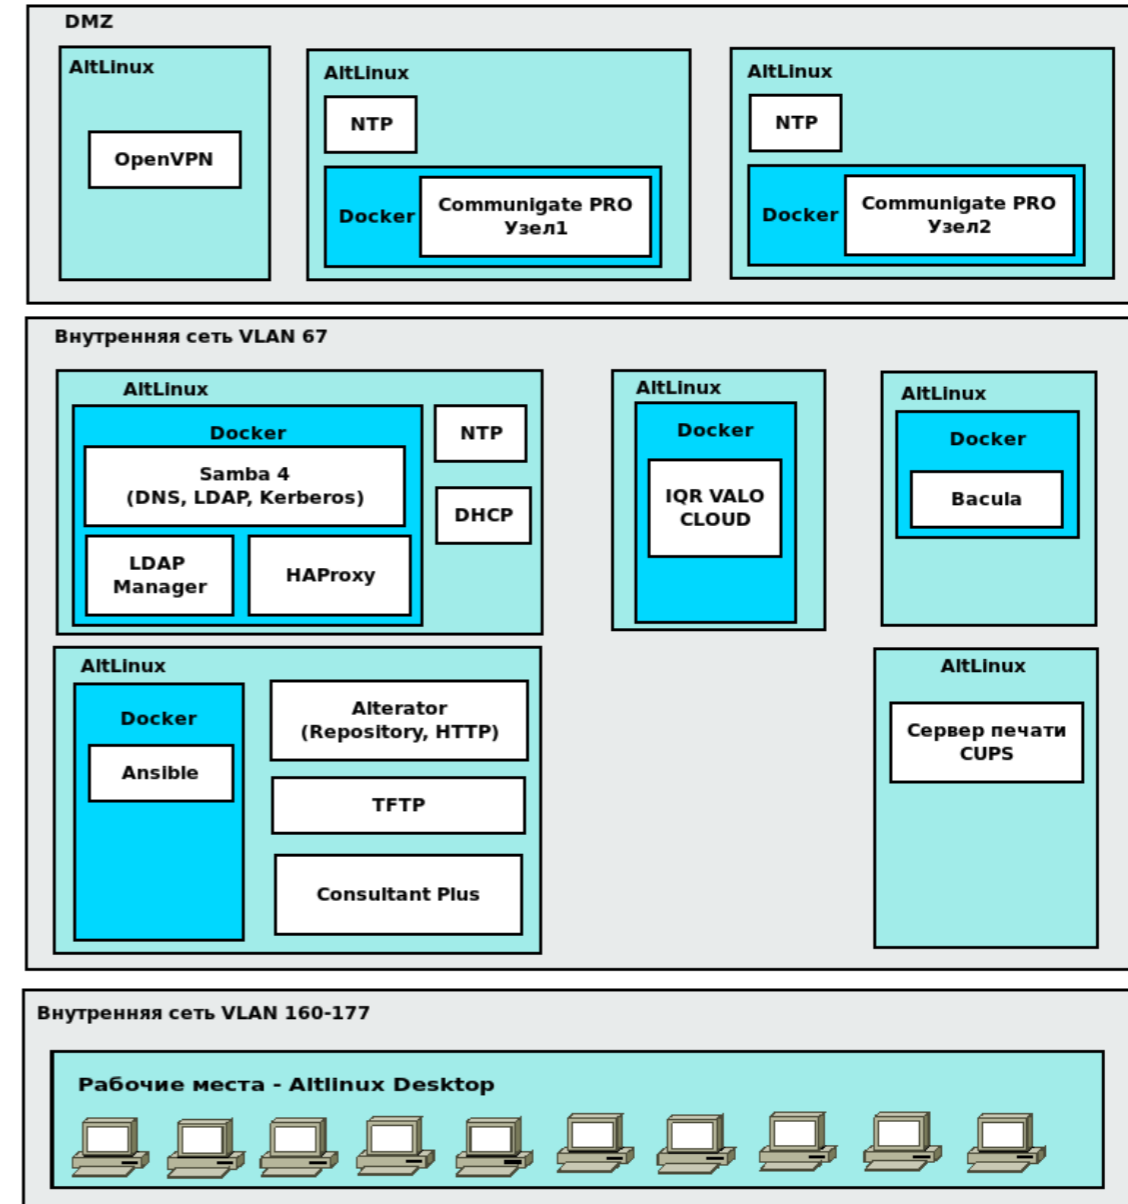 DMZ
AltLinux
OpenVPN
AltLinux
NTP
Docker
Communigate PRO
Узел1
AltLinux
NTP
Docker
Communigate PRO
Узел2
Внутренняя сеть VLAN 67
AltLinux
Docker
Samba 4
(DNS, LDAP, Kerberos)
LDAP
Manager
HAProxy
NTP
DHCP
AltLinux
Docker
IQR VALO
CLOUD
AltLinux
Docker
Bacula
AltLinux
Docker
Ansible
Alterator
(Repository, HTTP)
TFTP
Consultant Plus
AltLinux
Сервер печати
CUPS
Внутренняя сеть VLAN 160-177
Рабочие места - Altlinux Desktop